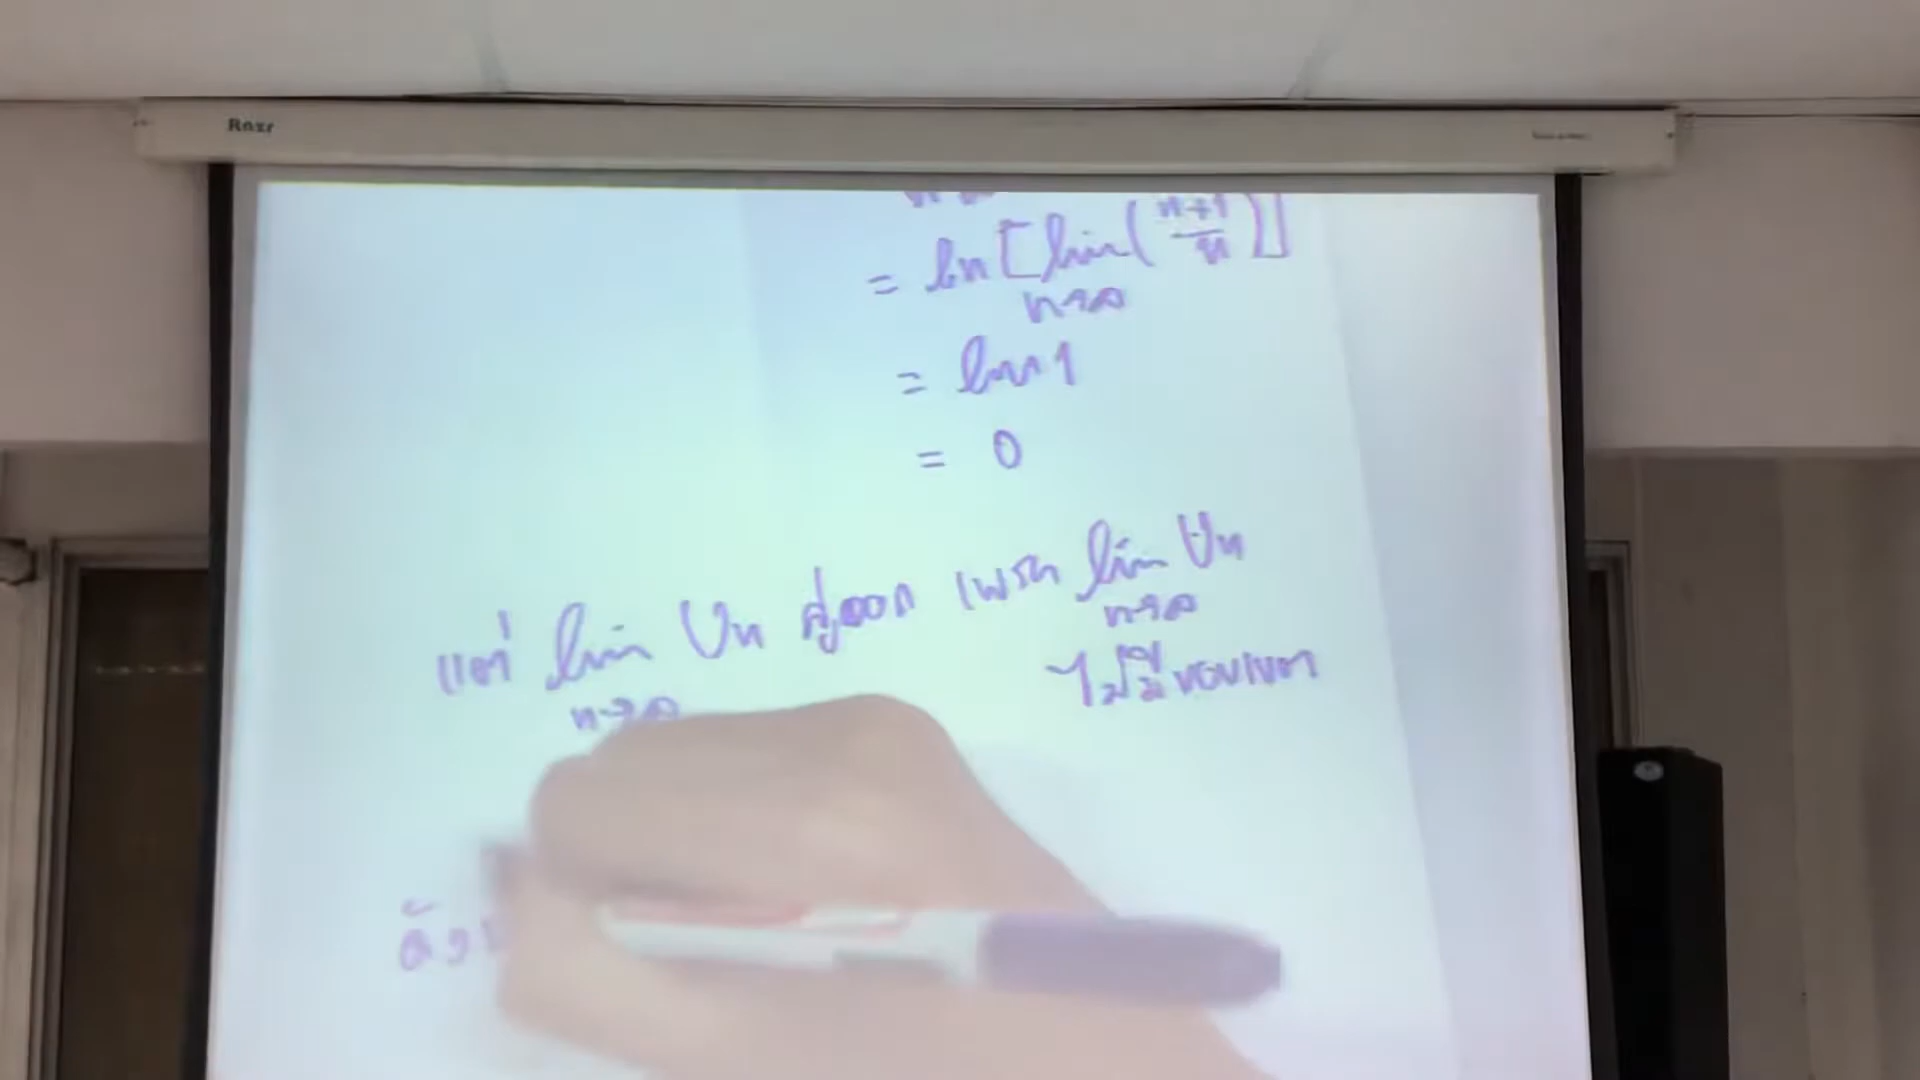 = ln [lim ( n+1 / n )]
n→∞
= ln 1
= 0
แต่ lim Un ลู่ออก เพราะ lim Un
n→∞ n→∞
ไม่มีขอบเขต